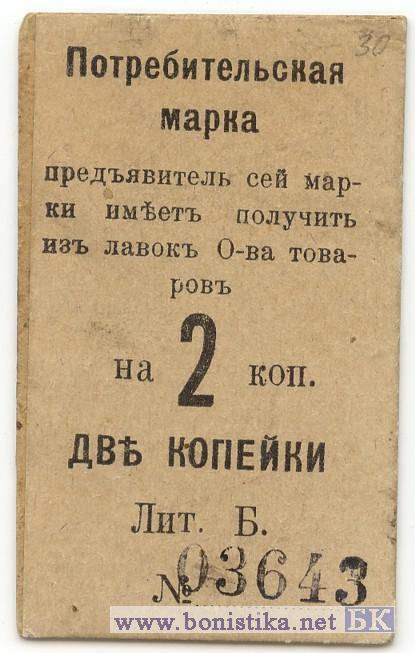 30
Потребительская
марка
предъявитель сей мар-
ки имѣетъ получить
изъ лавокъ О-ва това-
ровъ
на 2 коп.
ДВѢ КОПЕЙКИ
Лит. Б.
№ 03643
www.bonistika.net БК